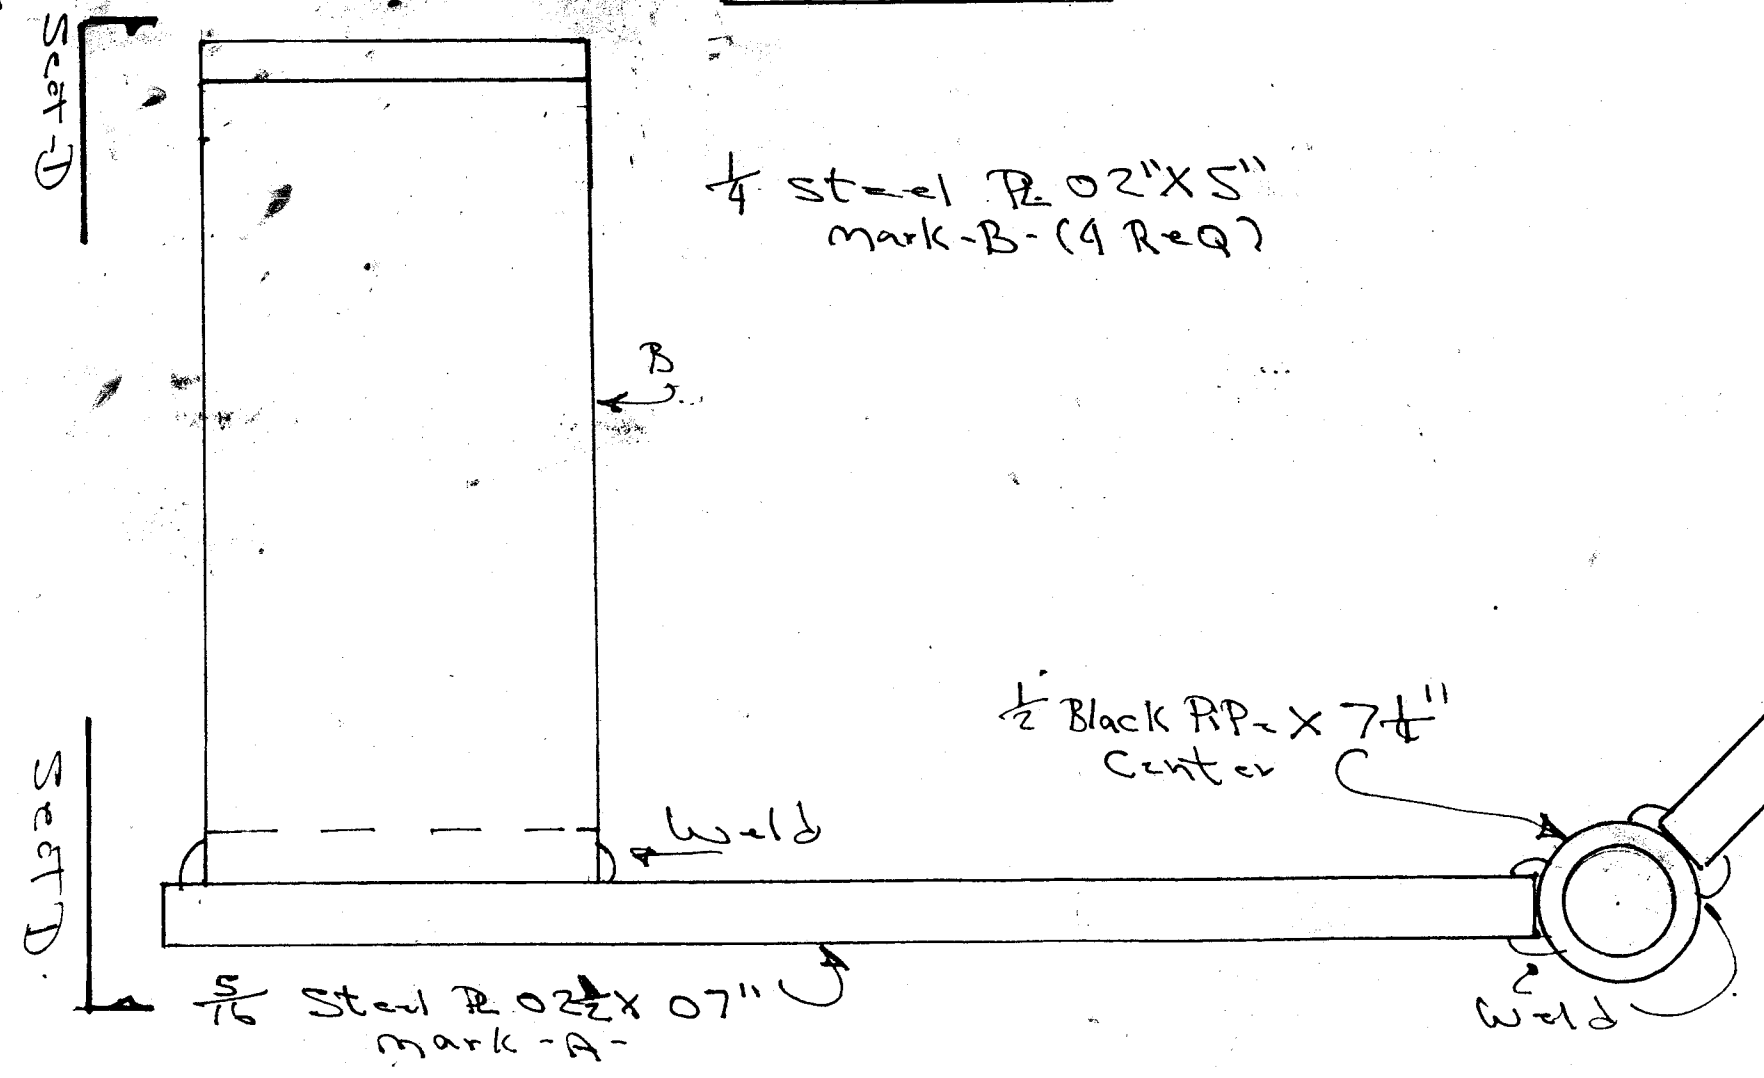 Sect-D
1/4 Steel PL 02"X5"
mark-B-(4 ReQ)
B
1/2 Black PiPe X 7 1/4"
Center
Weld
Sect D.
5/16 Steel PL 02 1/2 X 07"
mark-A-
Weld